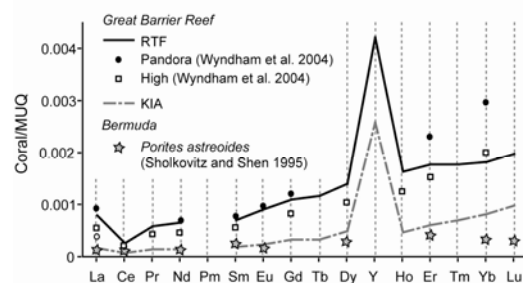 Great Barrier Reef
RTF
Pandora (Wyndham et al. 2004)
High (Wyndham et al. 2004)
KIA
Bermuda
Porites astreoides
(Sholkovitz and Shen 1995)
Coral/MUQ
0.004
0.003
0.002
0.001
0
La Ce Pr Nd Pm Sm Eu Gd Tb Dy Y Ho Er Tm Yb Lu